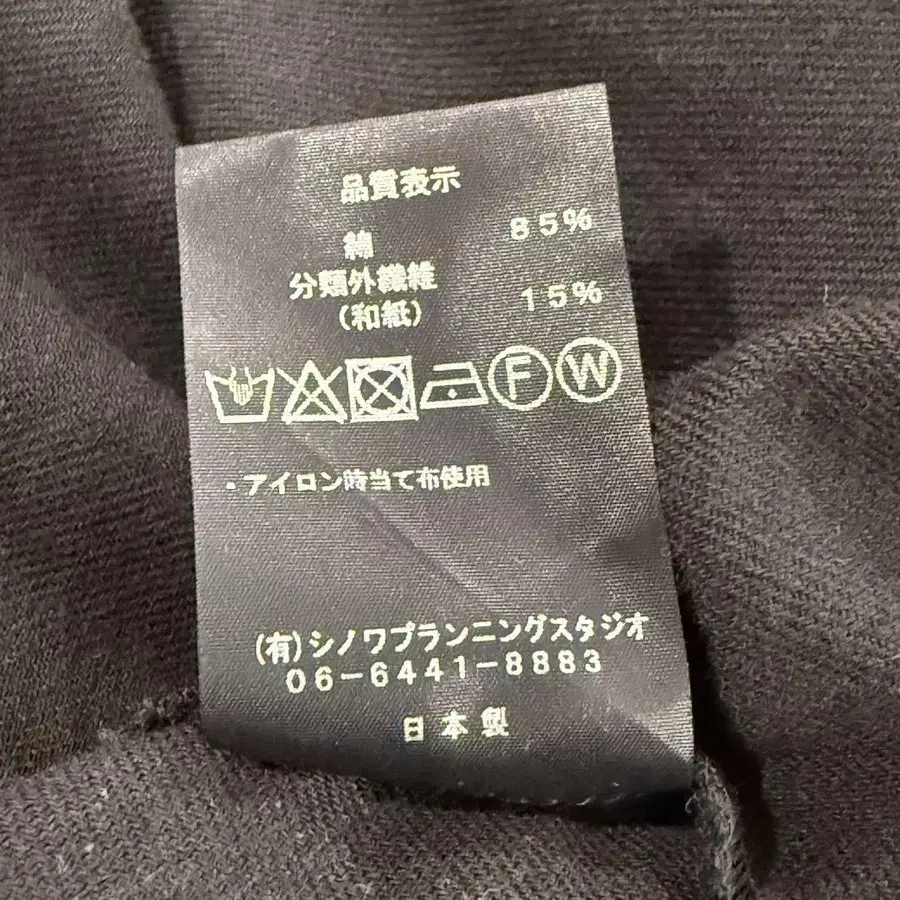 品質表示
綿 85%
分類外繊維 15%
(和紙)
F W
・アイロン時当て布使用
(有)シノワプランニングスタジオ
06-6441-8883
日本製